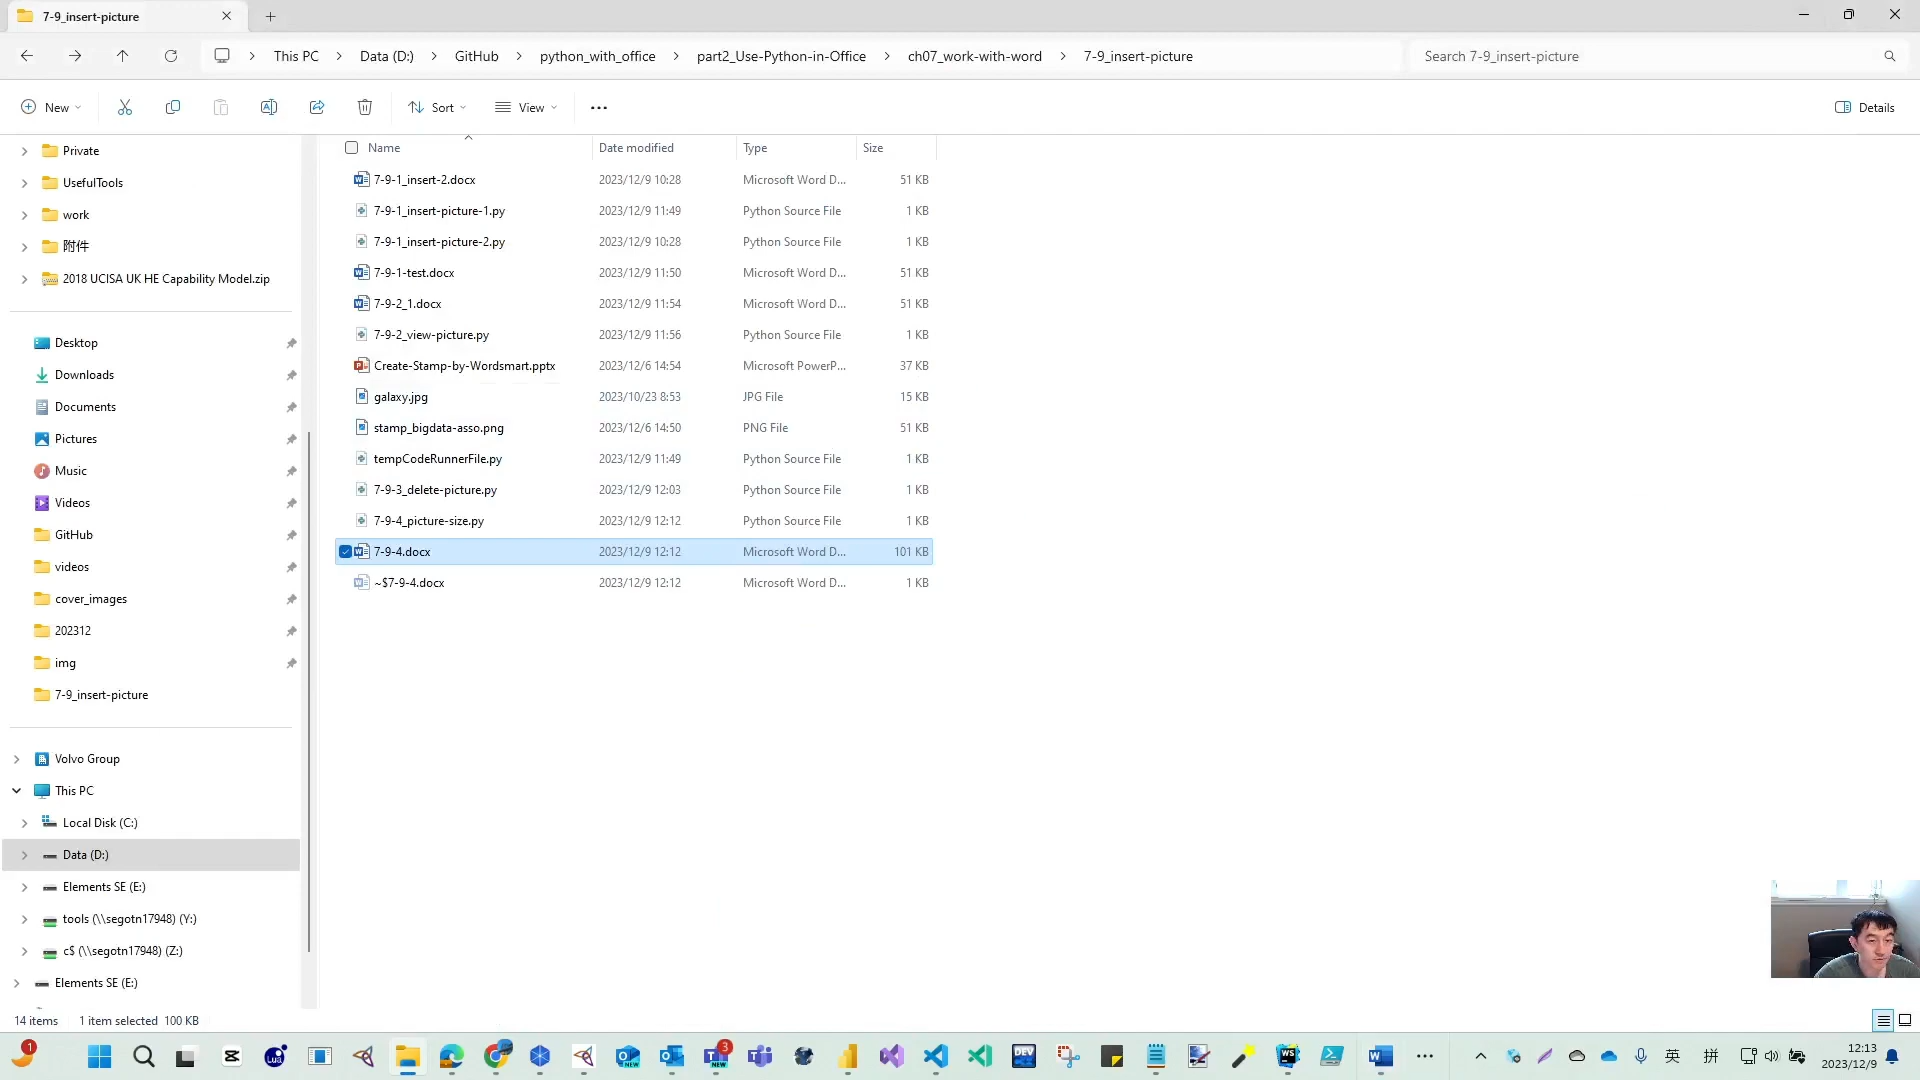 7-9_insert-picture
This PC
Data (D:)
GitHub
python_with_office
part2_Use-Python-in-Office
ch07_work-with-word
7-9_insert-picture
Search 7-9_insert-picture
New
Sort
View
Details
Name
Date modified
Type
Size
Private
UsefulTools
work
附件
2018 UCISA UK HE Capability Model.zip
Desktop
Downloads
Documents
Pictures
Music
Videos
GitHub
videos
cover_images
202312
img
7-9_insert-picture
Volvo Group
This PC
Local Disk (C:)
Data (D:)
Elements SE (E:)
tools (\\segotn17948) (Y:)
c$ (\\segotn17948) (Z:)
Elements SE (E:)
7-9-1_insert-2.docx 2023/12/9 10:28 Microsoft Word D... 51 KB
7-9-1_insert-picture-1.py 2023/12/9 11:49 Python Source File 1 KB
7-9-1_insert-picture-2.py 2023/12/9 10:28 Python Source File 1 KB
7-9-1-test.docx 2023/12/9 11:50 Microsoft Word D... 51 KB
7-9-2_1.docx 2023/12/9 11:54 Microsoft Word D... 51 KB
7-9-2_view-picture.py 2023/12/9 11:56 Python Source File 1 KB
Create-Stamp-by-Wordsmart.pptx 2023/12/6 14:54 Microsoft PowerP... 37 KB
galaxy.jpg 2023/10/23 8:53 JPG File 15 KB
stamp_bigdata-asso.png 2023/12/6 14:50 PNG File 51 KB
tempCodeRunnerFile.py 2023/12/9 11:49 Python Source File 1 KB
7-9-3_delete-picture.py 2023/12/9 12:03 Python Source File 1 KB
7-9-4_picture-size.py 2023/12/9 12:12 Python Source File 1 KB
7-9-4.docx 2023/12/9 12:12 Microsoft Word D... 101 KB
~$7-9-4.docx 2023/12/9 12:12 Microsoft Word D... 1 KB
14 items 1 item selected 100 KB
1
Lua
NEW
3
NEW
DEV
WS
英
拼
12:13
2023/12/9